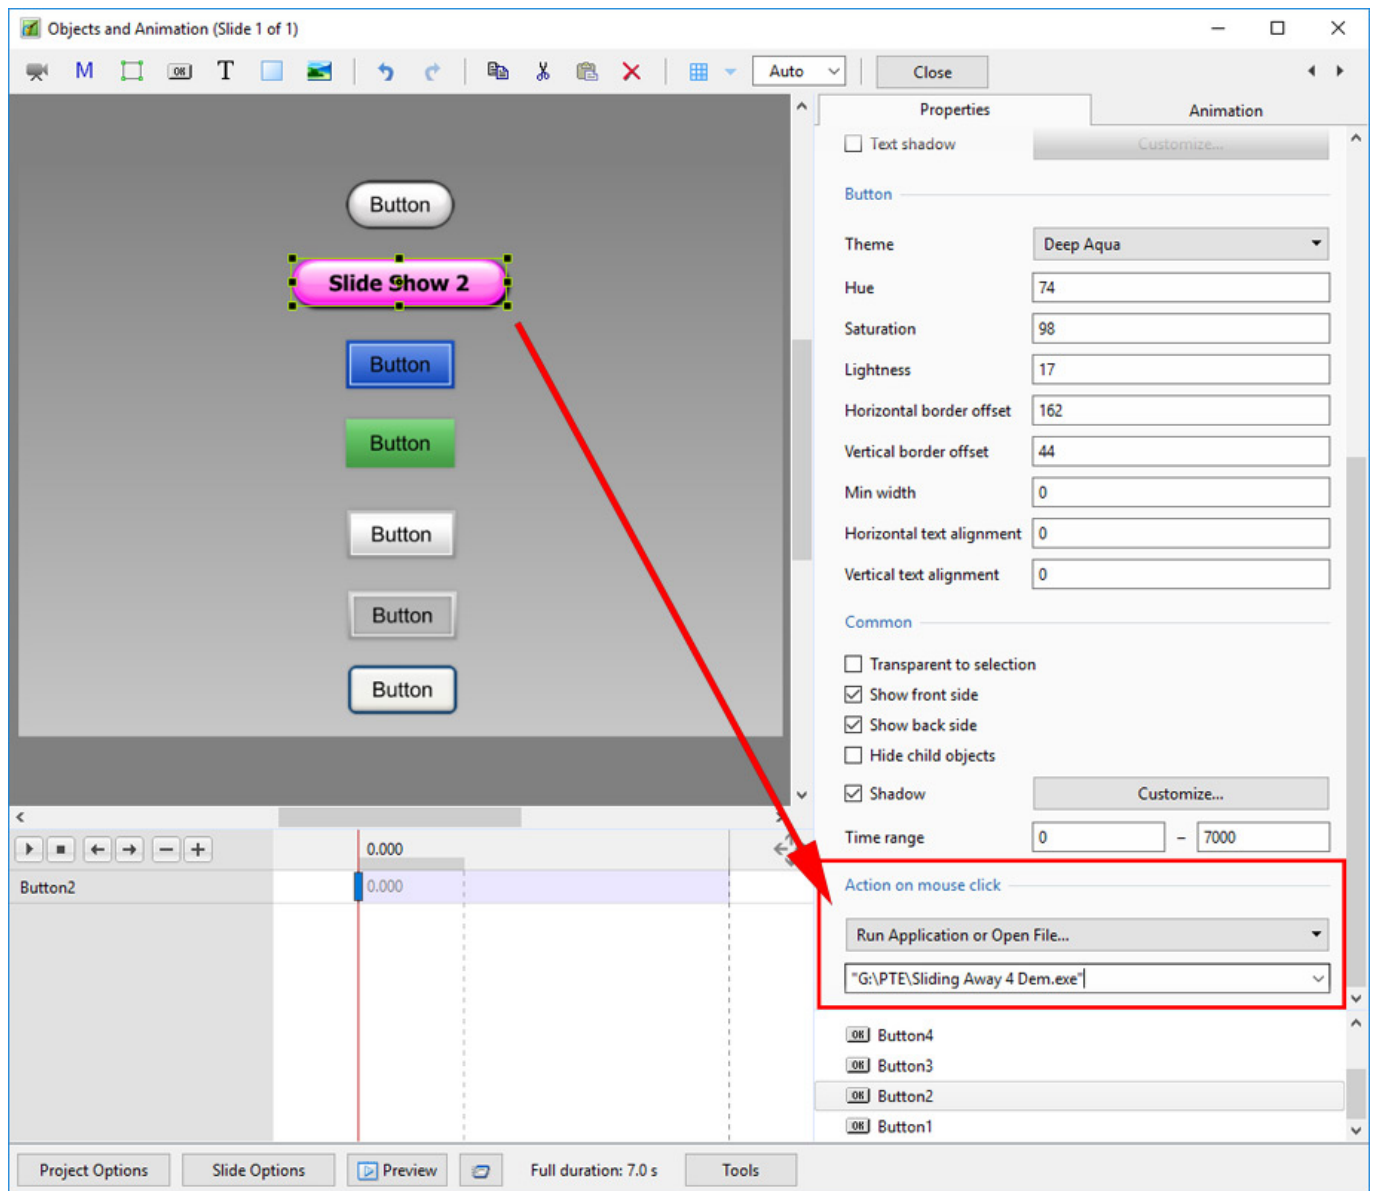 Objects and Animation (Slide 1 of 1)
M OK T Auto Close
Properties Animation
Text shadow Customize...
Button
Theme Deep Aqua
Hue 74
Saturation 98
Lightness 17
Horizontal border offset 162
Vertical border offset 44
Min width 0
Horizontal text alignment 0
Vertical text alignment 0
Common
Transparent to selection
Show front side
Show back side
Hide child objects
Shadow Customize...
Time range 0 – 7000
Action on mouse click
Run Application or Open File...
"G:\PTE\Sliding Away 4 Dem.exe"
OK Button4
OK Button3
OK Button2
OK Button1
Button
Slide Show 2
Button
Button
Button
Button
Button
0.000
Button2 0.000
Project Options Slide Options Preview Full duration: 7.0 s Tools